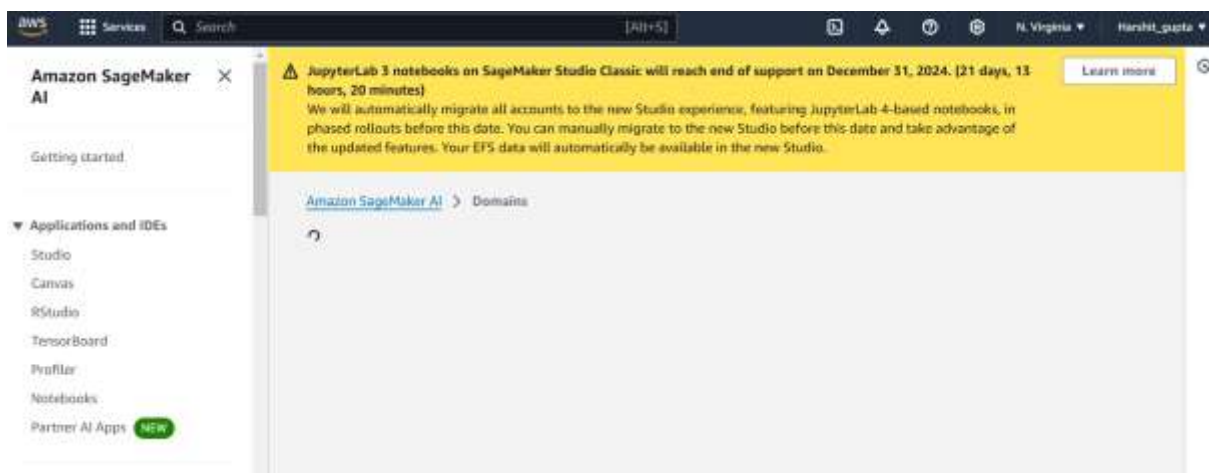 aws Services Search [Alt+S] N. Virginia Harshit_gupta
Amazon SageMaker
AI
Getting started
Applications and IDEs
Studio
Canvas
RStudio
TensorBoard
Profiler
Notebooks
Partner AI Apps NEW
JupyterLab 3 notebooks on SageMaker Studio Classic will reach end of support on December 31, 2024. (21 days, 13
hours, 20 minutes)
We will automatically migrate all accounts to the new Studio experience, featuring JupyterLab 4-based notebooks, in
phased rollouts before this date. You can manually migrate to the new Studio before this date and take advantage of
the updated features. Your EFS data will automatically be available in the new Studio.
Learn more
Amazon SageMaker AI > Domains